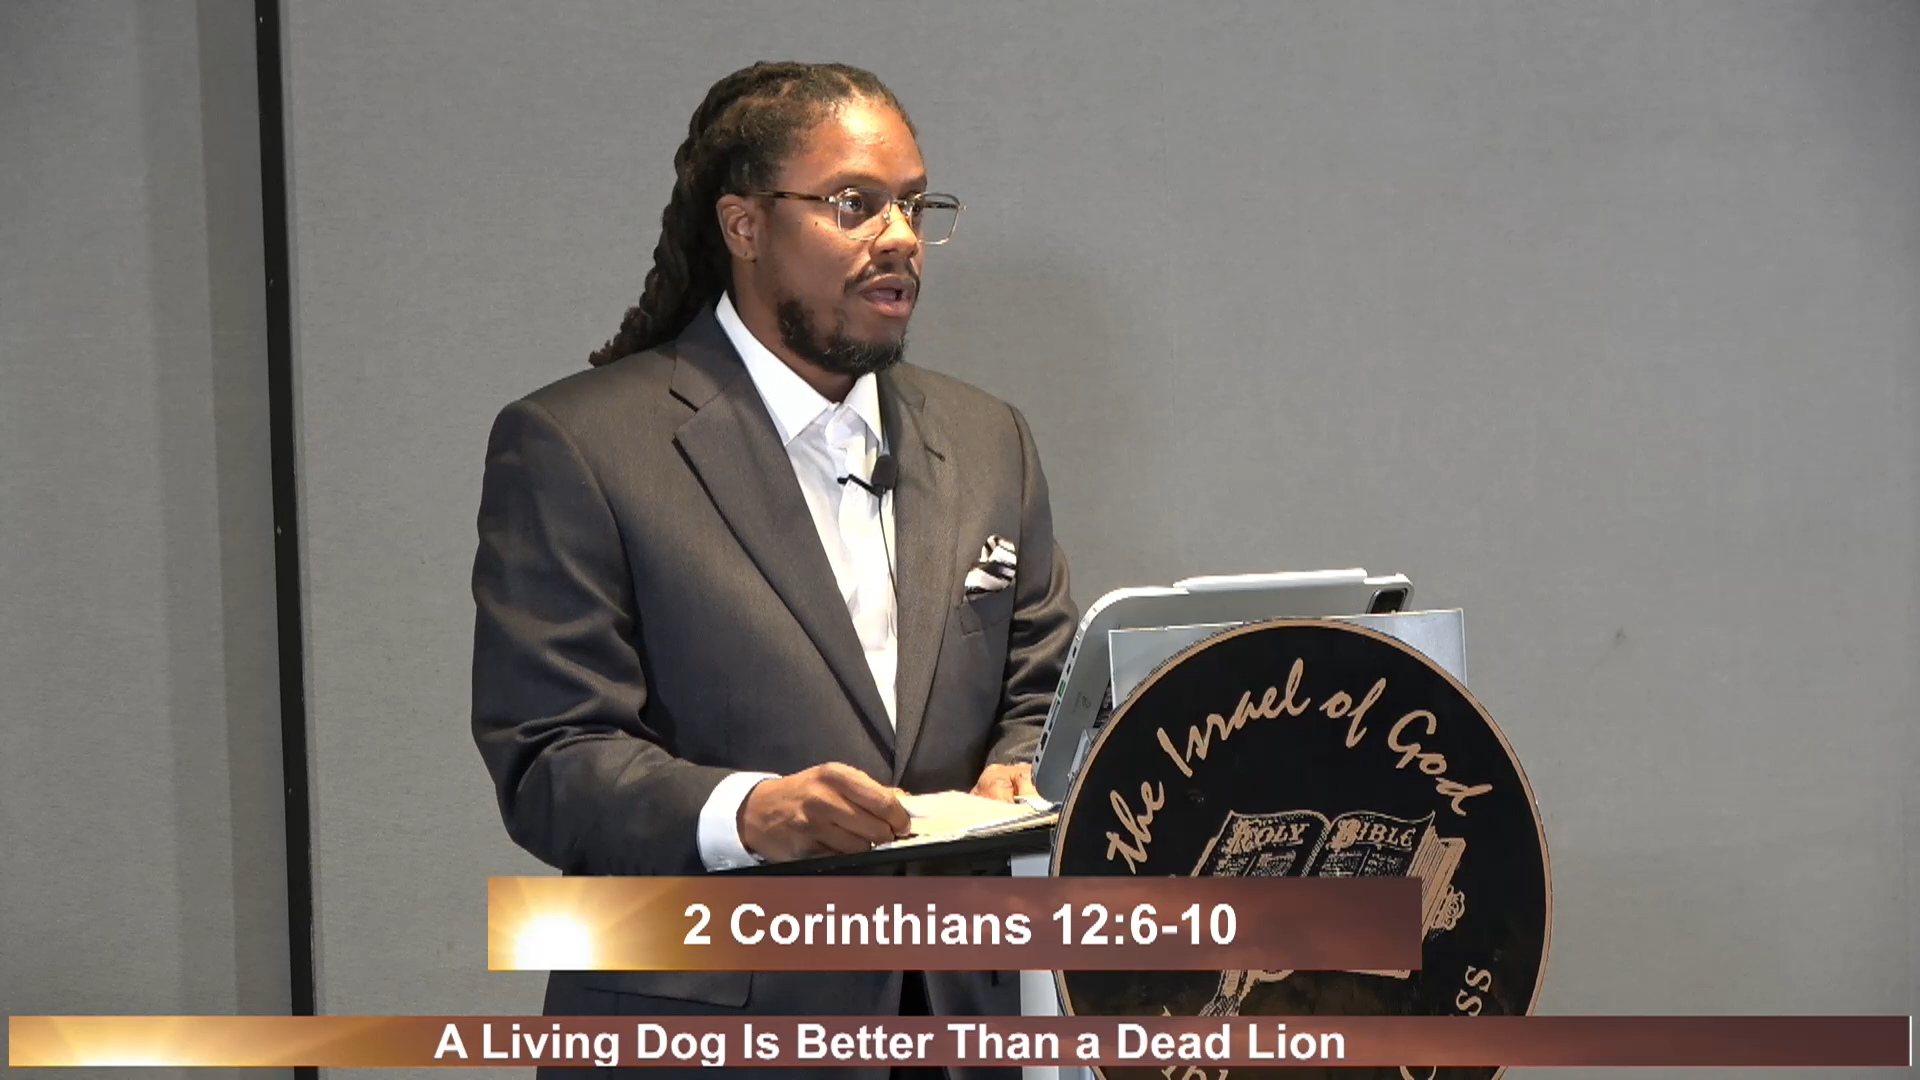 the Israel of God
HOLY BIBLE
2 Corinthians 12:6-10
A Living Dog Is Better Than a Dead Lion